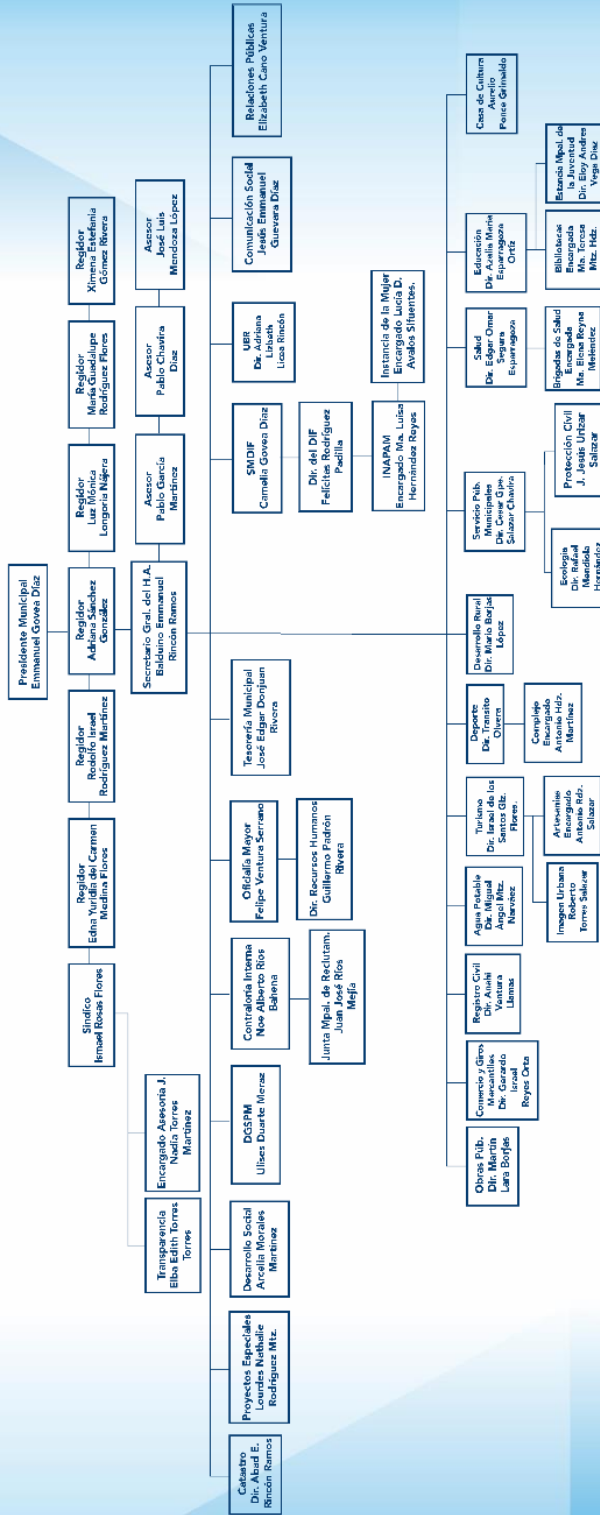 Presidente Municipal
Emmanuel Govea Díaz
Sindico
Ismael Rosas Flores
Regidor
Edna Yuridia del Carmen
Medina Flores
Regidor
Rodolfo Israel
Rodríguez Martínez
Regidor
Adriana Sánchez
González
Regidor
Luz Mónica
Longoria Nájera
Regidor
María Guadalupe
Rodríguez Flores
Regidor
Ximena Estefanía
Gómez Rivera
Transparencia
Elba Edith Torres
Torres
Encargado Asesoría J.
Nadia Torres
Martínez
Secretario Gral. del H.A.
Balduino Emmanuel
Rincón Ramos
Asesor
Pablo García
Martínez
Asesor
Pablo Chavira
Díaz
Asesor
José Luis
Mendoza López
Catastro
Dir. Abad E.
Rincón Ramos
Proyectos Especiales
Lourdes Nathalie
Rodríguez Mtz.
Desarrollo Social
Arcelia Morales
Martínez
DGSPM
Ulises Duarte Meraz
Contraloría Interna
Noe Alberto Ríos
Bahena
Oficialía Mayor
Felipe Ventura Serrano
Tesorería Municipal
José Edgar Donjuan
Rivera
SMDIF
Camelia Govea Díaz
UBR
Dir. Adriana
Lizbeth
Licea Rincón
Comunicación Social
Jesús Emmanuel
Guevara Díaz
Relaciones Públicas
Elizabeth Cano Ventura
Junta Mpal. de Reclutam.
Juan José Ríos
Mejía
Dir. Recursos Humanos
Guillermo Padrón
Rivera
Dir. del DIF
Felícitas Rodríguez
Padilla
INAPAM
Encargado Ma. Luisa
Hernández Reyes
Instancia de la Mujer
Encargado Lucía D.
Avalos Sifuentes.
Obras Púb.
Dir. Martín
Lara Borjas
Comercio y Giros
Mercantiles
Dir. Gerardo
Israel
Reyes Orta
Registro Civil
Dir. Anahi
Ventura
Llamas
Agua Potable
Dir. Miguel
Ángel Mtz.
Narváez
Turismo
Dir. Israel de los
Santos Glz.
Flores.
Deporte
Dir. Transito
Olvera
Desarrollo Rural
Dir. Mario Borjas
López
Servicio Púb.
Municipales
Dir. Cesar Gpe.
Salazar Chavira
Salud
Dir. Edgar Omar
Segura
Esparragoza
Educación
Dir. Azalia María
Esparragoza
Ortíz
Casa de Cultura
Aurelio
Ponce Grimaldo
Imagen Urbana
Roberto
Torres Salazar
Artesanías
Encargado
Antonio Rdz.
Salazar
Complejo
Encargado
Antonio Hdz.
Martínez
Ecología
Dir. Rafael
Mendiola
Hernández
Protección Civil
J. Jesús Urizar
Salazar
Brigadas de Salud
Encargada
Ma. Elena Reyna
Meléndez
Bibliotecas
Encargada
Ma. Teresa
Mtz. Hdz.
Estancia Mpal. de
la Juventud
Dir. Eloy Andres
Vega Díaz